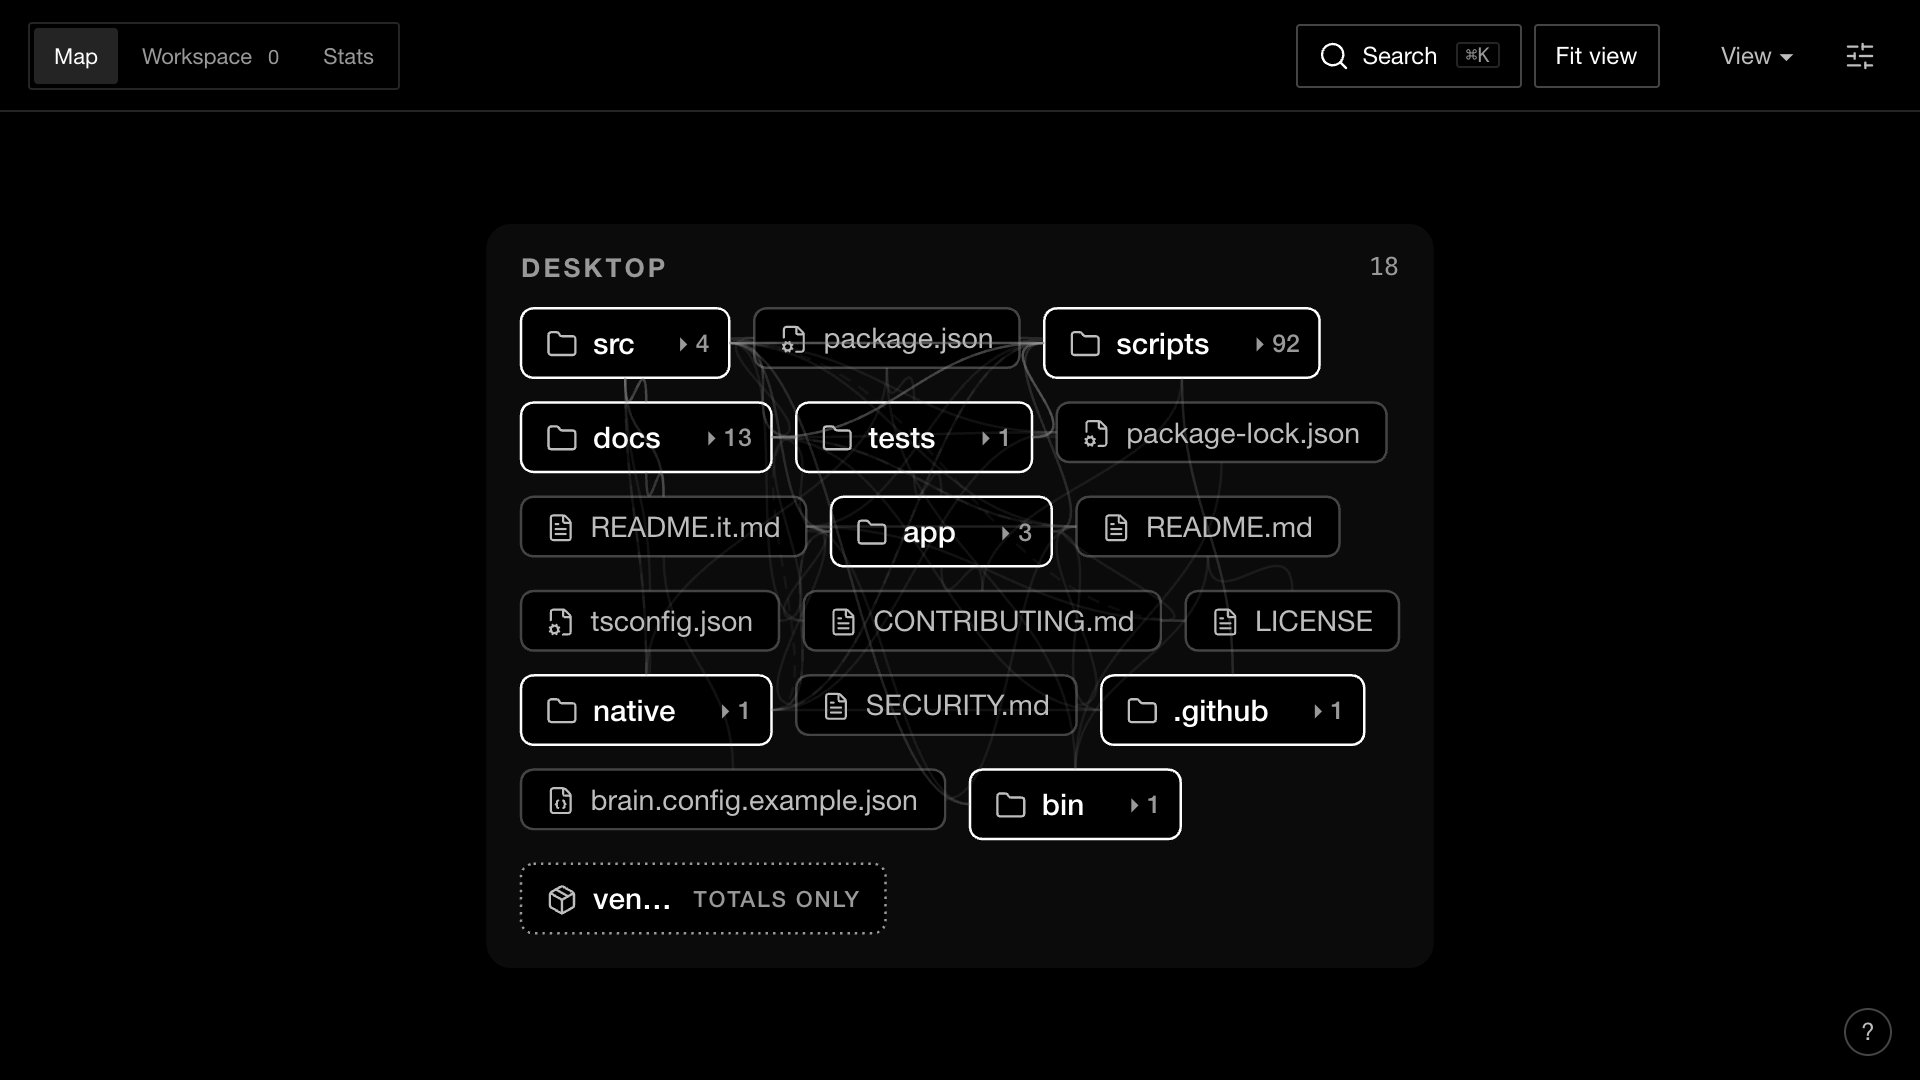 Map Workspace 0 Stats Search ⌘K Fit view View
DESKTOP 18
src 4 package.json scripts 92
docs 13 tests 1 package-lock.json
README.it.md app 3 README.md
tsconfig.json CONTRIBUTING.md LICENSE
native 1 SECURITY.md .github 1
brain.config.example.json bin 1
ven... TOTALS ONLY
?